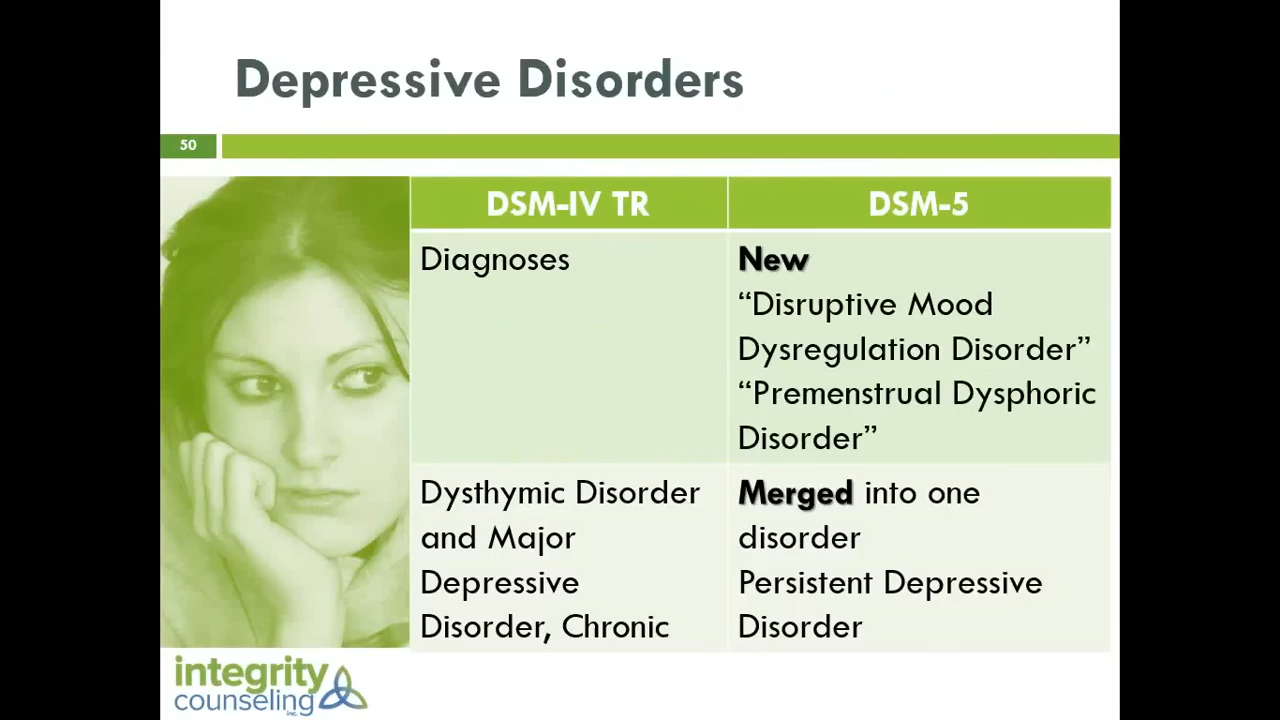 Depressive Disorders
50
DSM-IV TR
DSM-5
Diagnoses
New
“Disruptive Mood
Dysregulation Disorder”
“Premenstrual Dysphoric
Disorder”
Dysthymic Disorder
and Major
Depressive
Disorder, Chronic
Merged into one
disorder
Persistent Depressive
Disorder
integrity
counseling
inc.